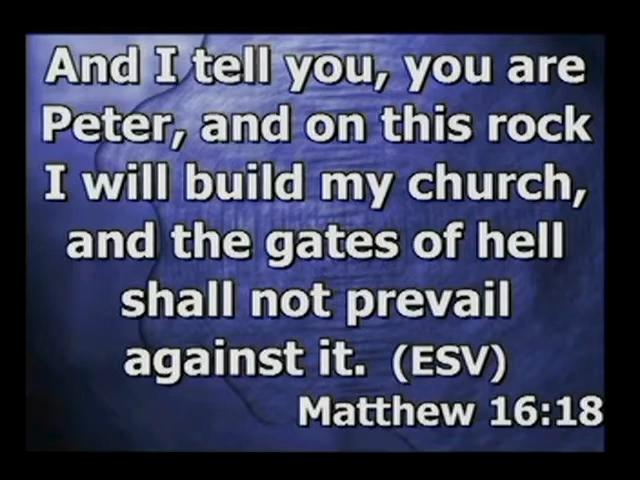 And I tell you, you are
Peter, and on this rock
I will build my church,
and the gates of hell
shall not prevail
against it.  (ESV)
Matthew 16:18